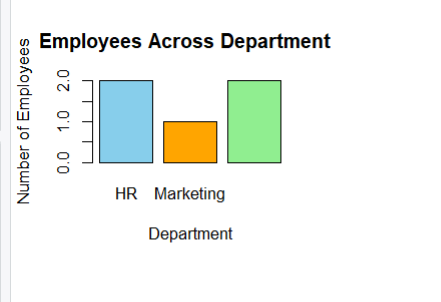 Employees Across Department
Number of Employees
2.0
1.0
0.0
HR Marketing
Department